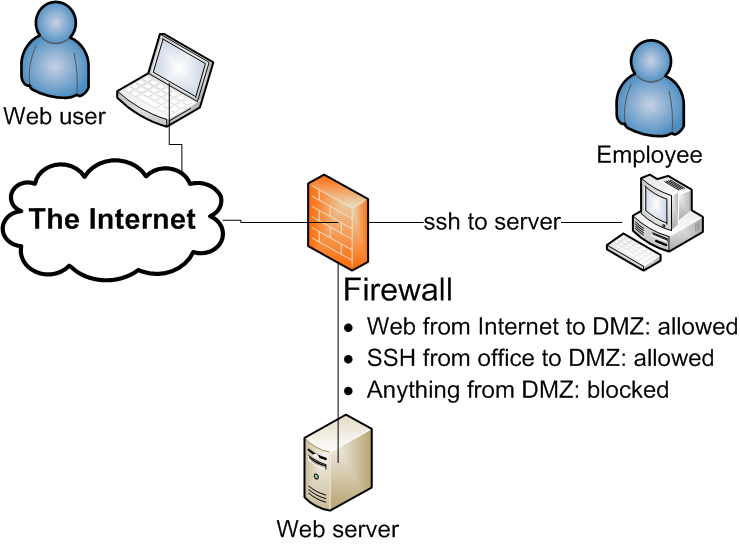 Web user
Employee
The Internet
ssh to server
Firewall
• Web from Internet to DMZ: allowed
• SSH from office to DMZ: allowed
• Anything from DMZ: blocked
Web server